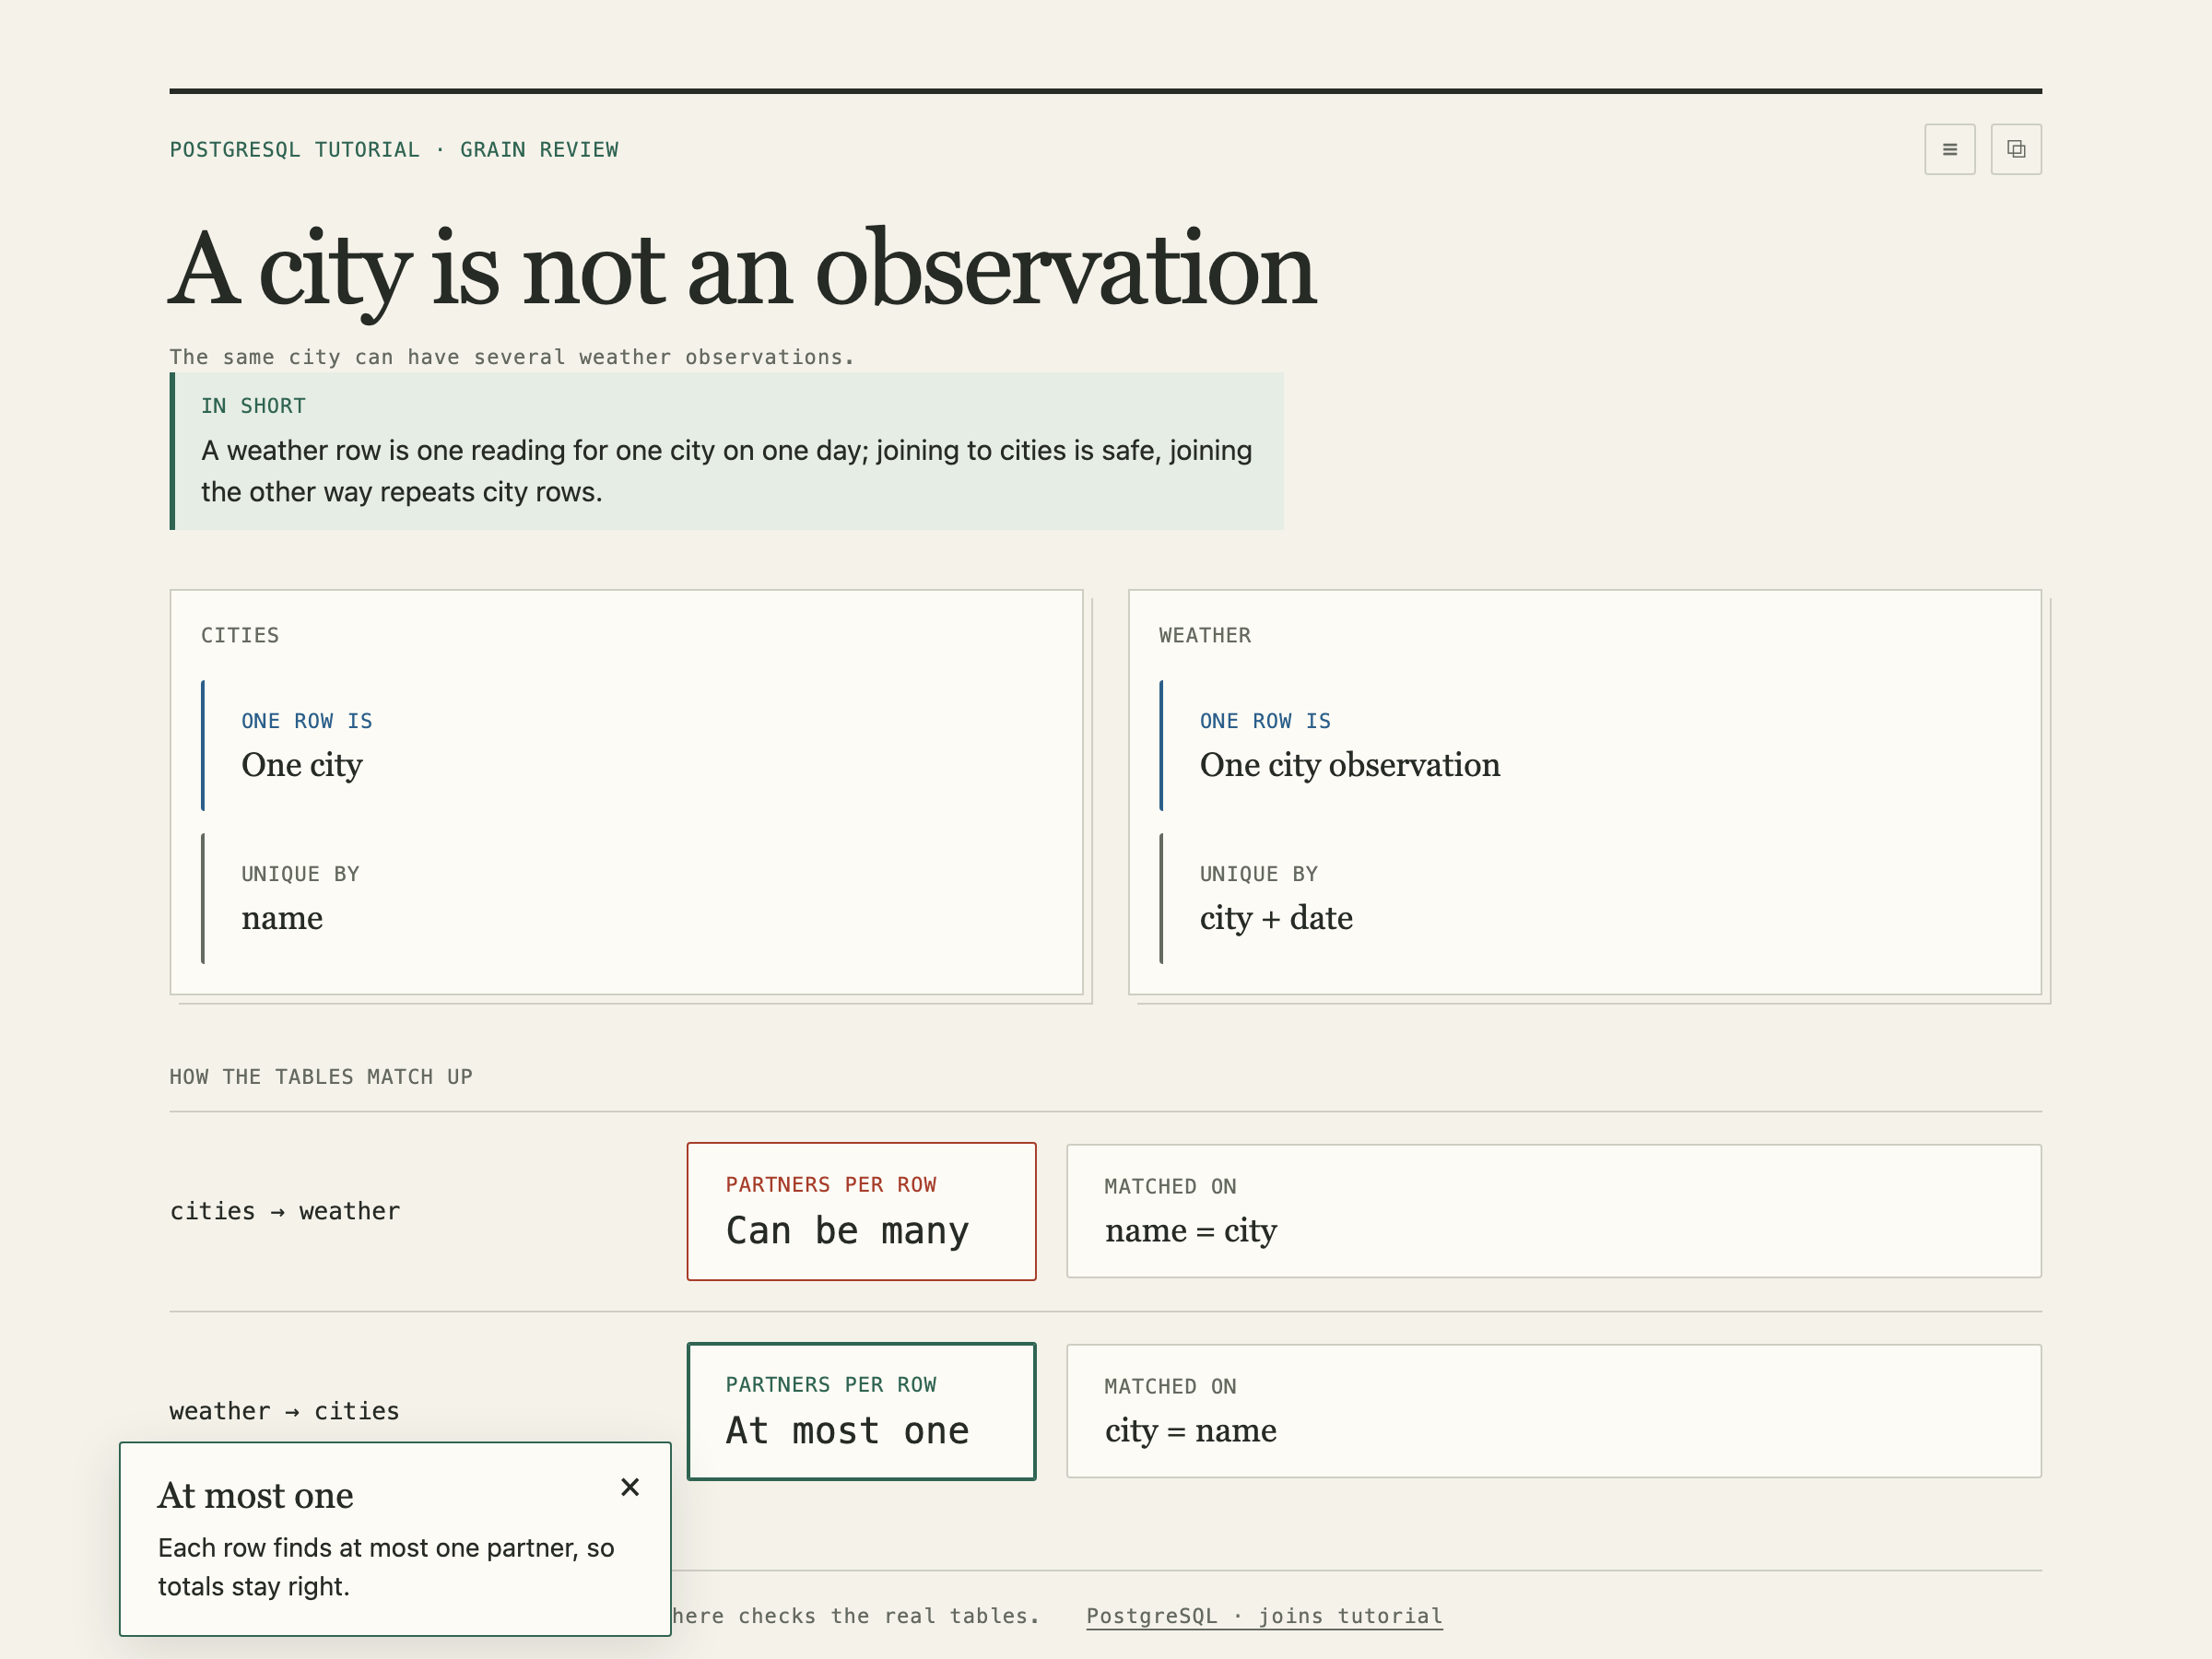 POSTGRESQL TUTORIAL · GRAIN REVIEW
A city is not an observation
The same city can have several weather observations.
IN SHORT
A weather row is one reading for one city on one day; joining to cities is safe, joining
the other way repeats city rows.
CITIES
ONE ROW IS
One city
UNIQUE BY
name
WEATHER
ONE ROW IS
One city observation
UNIQUE BY
city + date
HOW THE TABLES MATCH UP
cities → weather
PARTNERS PER ROW
Can be many
MATCHED ON
name = city
weather → cities
PARTNERS PER ROW
At most one
MATCHED ON
city = name
At most one
Each row finds at most one partner, so
totals stay right.
here checks the real tables.
PostgreSQL · joins tutorial